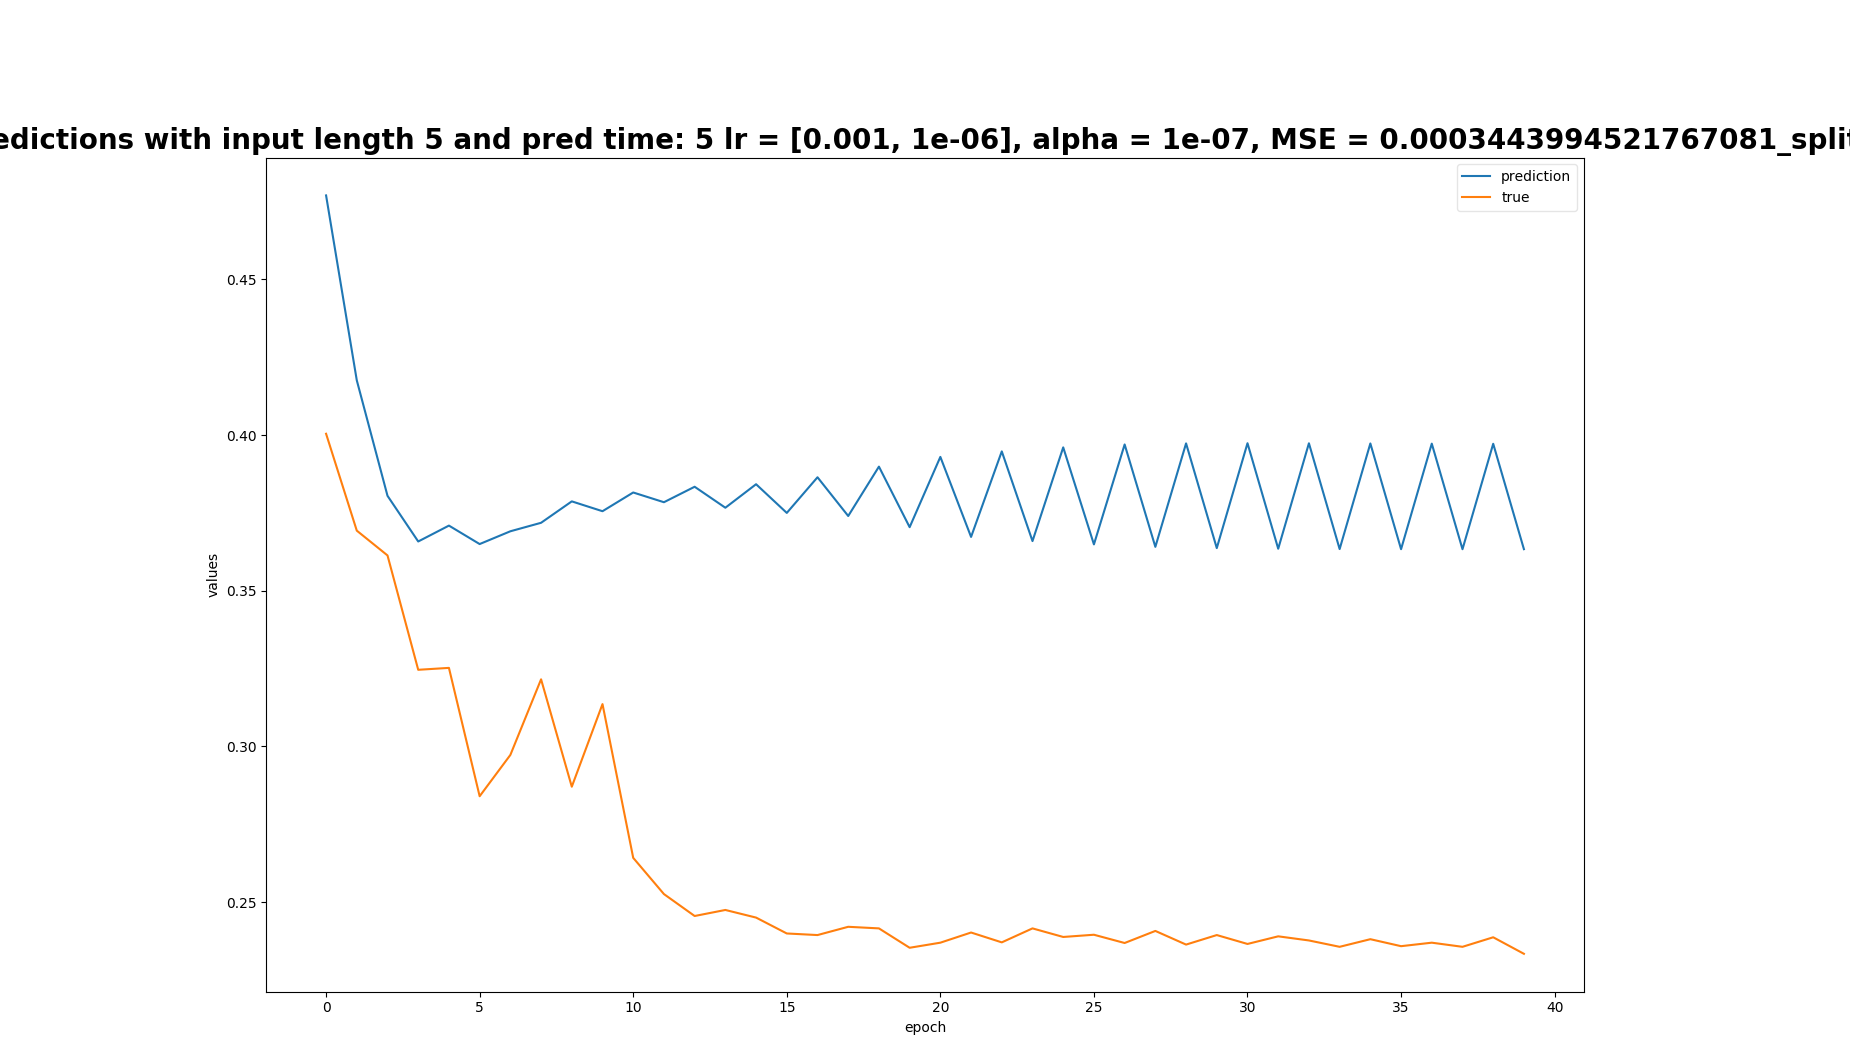 edictions with input length 5 and pred time: 5 lr = [0.001, 1e-06], alpha = 1e-07, MSE = 0.0003443994521767081_split
prediction
true
0.45
0.40
0.35
0.30
0.25
values
0 5 10 15 20 25 30 35 40
epoch